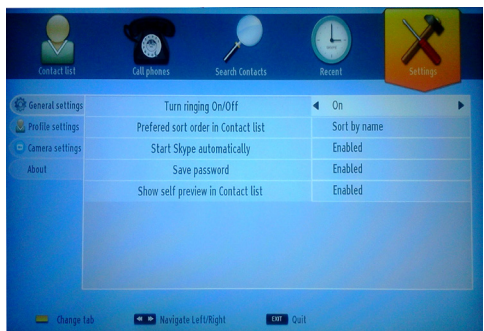 Contact list
Call phones
Search Contacts
Recent
Settings
General settings
Turn ringing On/Off
On
Profile settings
Prefered sort order in Contact list
Sort by name
Camera settings
Start Skype automatically
Enabled
About
Save password
Enabled
Show self preview in Contact list
Enabled
Change tab
Navigate Left/Right
EXIT Quit